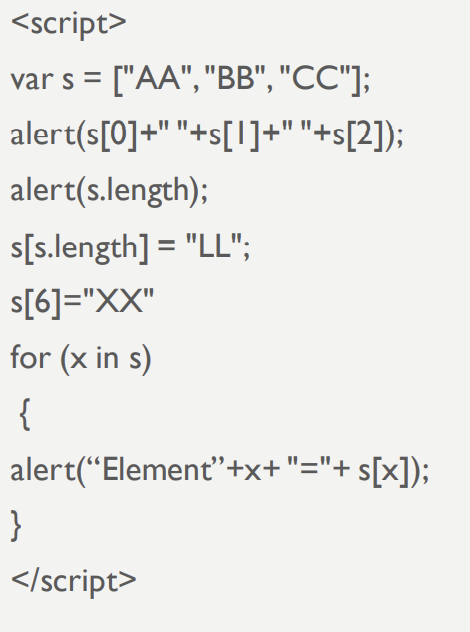 <script>
var s = ["AA", "BB", "CC"];
alert(s[0]+" "+s[1]+" "+s[2]);
alert(s.length);
s[s.length] = "LL";
s[6]="XX"
for (x in s)
{
alert(“Element”+x+ "="+ s[x]);
}
</script>